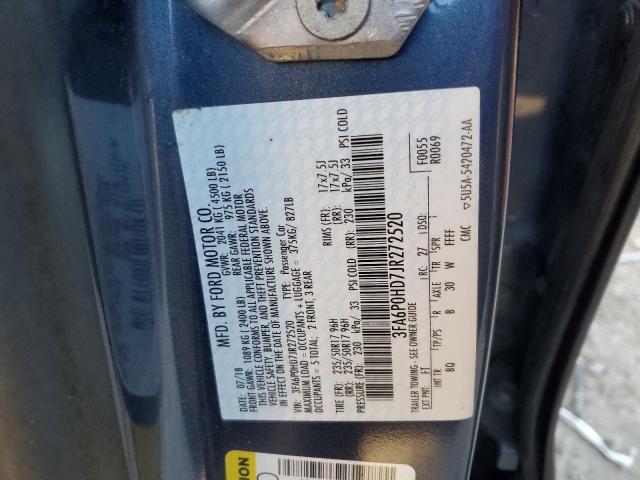 MFD. BY FORD MOTOR CO.
DATE: 07/18 GVWR: 2041 KG ( 4500 LB)
FRONT GAWR: 1089 KG ( 2400 LB) REAR GAWR: 975 KG ( 2150 LB)
THIS VEHICLE CONFORMS TO ALL APPLICABLE FEDERAL MOTOR
VEHICLE SAFETY, BUMPER, AND THEFT PREVENTION STANDARDS
IN EFFECT ON THE DATE OF MANUFACTURE SHOWN ABOVE.
VIN: 3FA6P0HD7JR272520 TYPE: Passenger Car
MAXIMUM LOAD = OCCUPANTS + LUGGAGE = 375KG/ 827LB
OCCUPANTS = 5 TOTAL; 2 FRONT, 3 REAR
TIRE (FR): 235/50R17 96H RIMS (FR): 17x7.5J
(RR): 235/50R17 96H (RR): 17x7.5J
PRESSURE (FR): 230 kPa/ 33 PSI COLD (RR): 230 kPa/ 33 PSI COLD
3FA6P0HD7JR272520
F0055
R0069
TRAILER TOWING - SEE OWNER GUIDE
EXT PNT: FT RC: 27 DSO:
INT TR TP/PS R AXLE TR SPR
BQ B 30 W FFFF
CMC ▽5U5A-5420472-AA